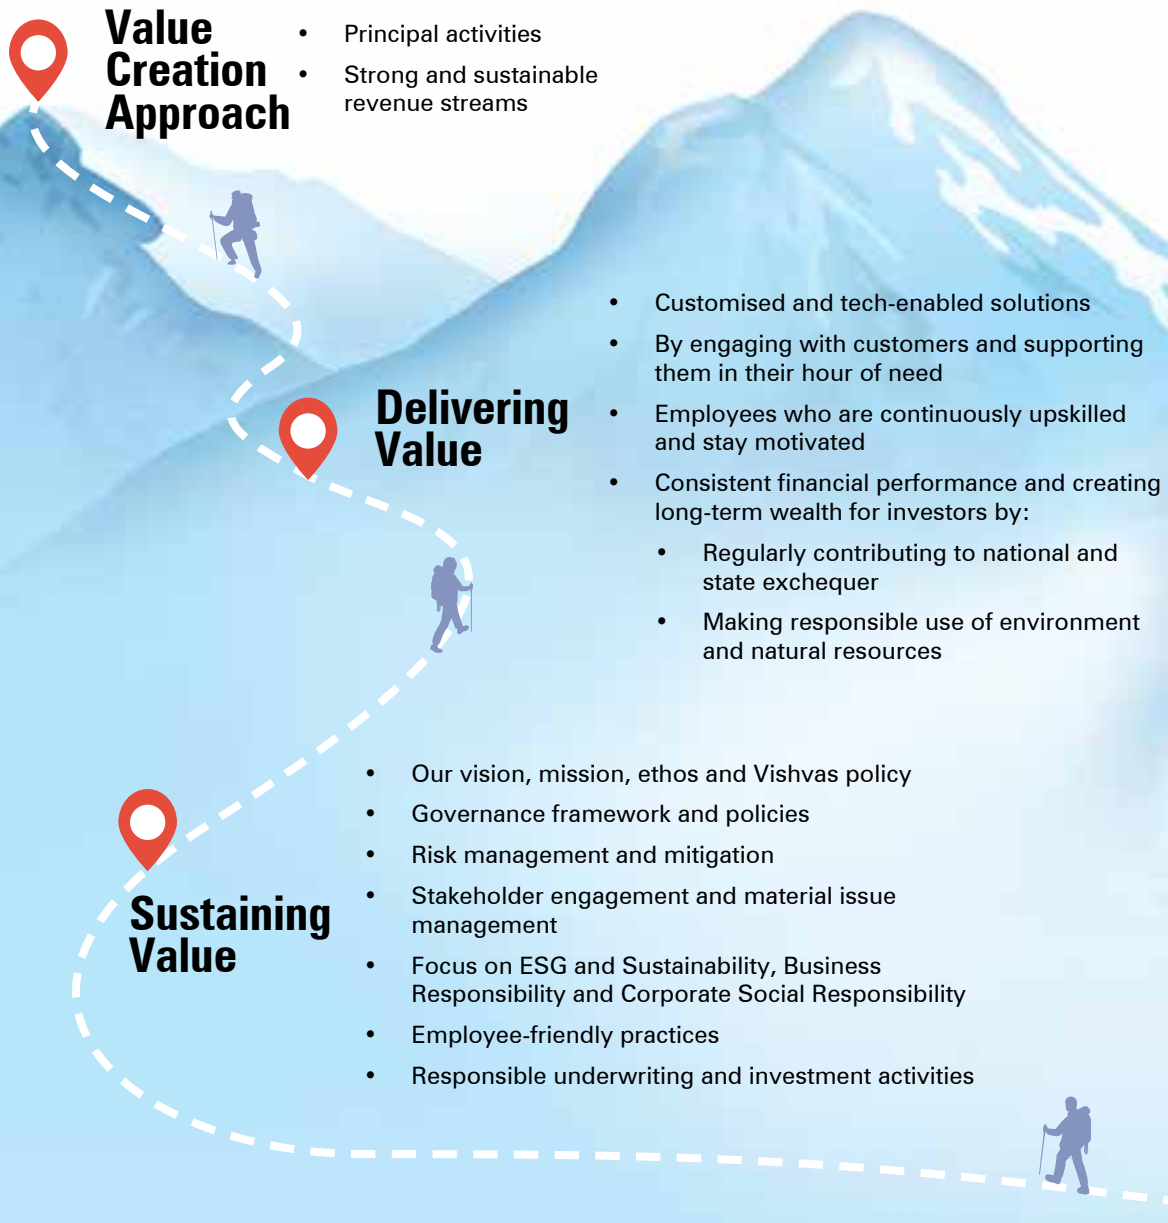 Value
Creation
Approach
• Principal activities
• Strong and sustainable
revenue streams
Delivering
Value
• Customised and tech-enabled solutions
• By engaging with customers and supporting
them in their hour of need
• Employees who are continuously upskilled
and stay motivated
• Consistent financial performance and creating
long-term wealth for investors by:
• Regularly contributing to national and
state exchequer
• Making responsible use of environment
and natural resources
Sustaining
Value
• Our vision, mission, ethos and Vishvas policy
• Governance framework and policies
• Risk management and mitigation
• Stakeholder engagement and material issue
management
• Focus on ESG and Sustainability, Business
Responsibility and Corporate Social Responsibility
• Employee-friendly practices
• Responsible underwriting and investment activities